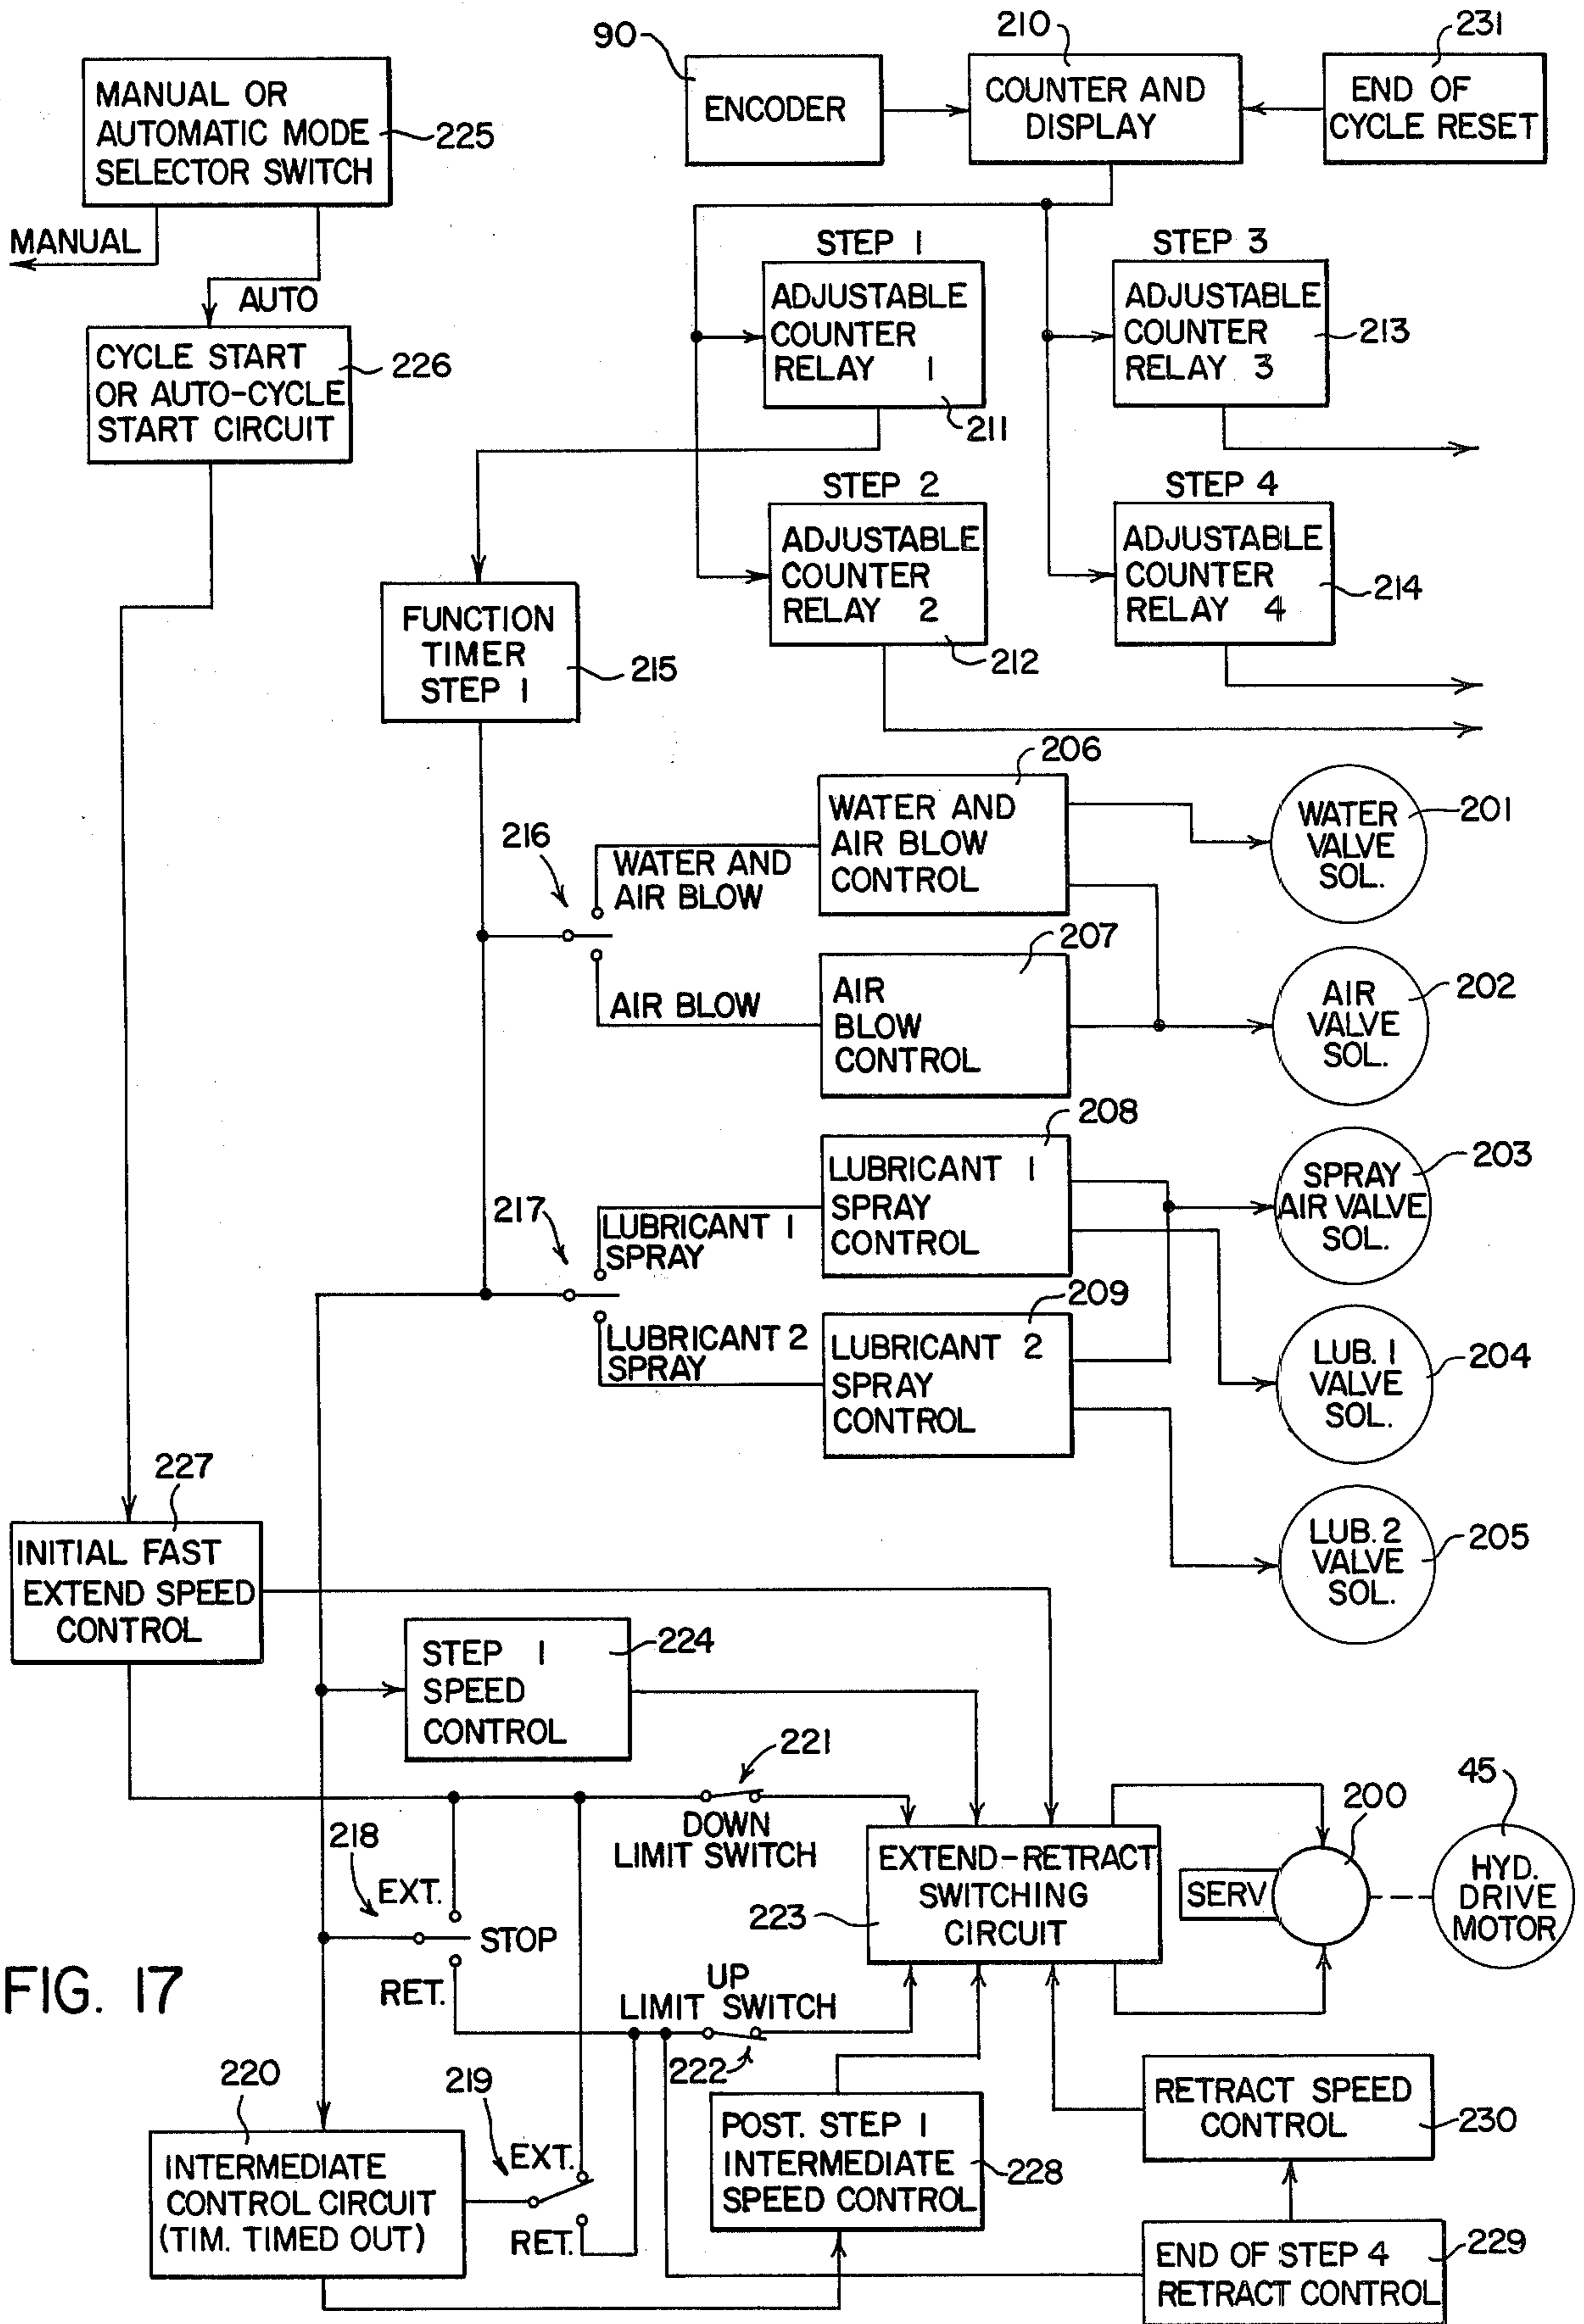 90
210
231
MANUAL OR
AUTOMATIC MODE
SELECTOR SWITCH
225
ENCODER
COUNTER AND
DISPLAY
END OF
CYCLE RESET
MANUAL
AUTO
STEP 1
ADJUSTABLE
COUNTER
RELAY 1
211
STEP 3
ADJUSTABLE
COUNTER
RELAY 3
213
CYCLE START
OR AUTO-CYCLE
START CIRCUIT
226
STEP 2
ADJUSTABLE
COUNTER
RELAY 2
212
STEP 4
ADJUSTABLE
COUNTER
RELAY 4
214
FUNCTION
TIMER
STEP 1
215
206
WATER AND
AIR BLOW
CONTROL
WATER
VALVE
SOL.
201
216
WATER AND
AIR BLOW
207
AIR BLOW
AIR
BLOW
CONTROL
AIR
VALVE
SOL.
202
208
LUBRICANT 1
SPRAY
CONTROL
SPRAY
AIR VALVE
SOL.
203
217
LUBRICANT 1
SPRAY
209
LUBRICANT 2
SPRAY
LUBRICANT 2
SPRAY
CONTROL
LUB. 1
VALVE
SOL.
204
LUB. 2
VALVE
SOL.
205
227
INITIAL FAST
EXTEND SPEED
CONTROL
STEP 1
SPEED
CONTROL
224
221
DOWN
LIMIT SWITCH
218
EXT.
STOP
RET.
EXTEND-RETRACT
SWITCHING
CIRCUIT
223
SERV
200
45
HYD.
DRIVE
MOTOR
FIG. 17
UP
LIMIT SWITCH
222
220
INTERMEDIATE
CONTROL CIRCUIT
(TIM. TIMED OUT)
219
EXT.
RET.
POST. STEP 1
INTERMEDIATE
SPEED CONTROL
228
RETRACT SPEED
CONTROL
230
END OF STEP 4
RETRACT CONTROL
229